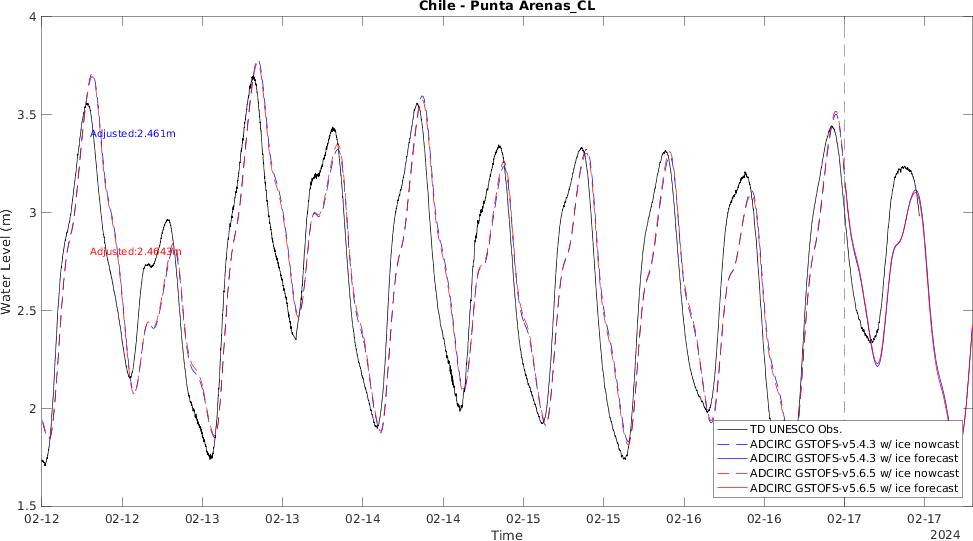 Chile - Punta Arenas_CL
4
3.5
3
2.5
2
1.5
Water Level (m)
Adjusted:2.461m
Adjusted:2.4643m
TD UNESCO Obs.
ADCIRC GSTOFS-v5.4.3 w/ ice nowcast
ADCIRC GSTOFS-v5.4.3 w/ ice forecast
ADCIRC GSTOFS-v5.6.5 w/ ice nowcast
ADCIRC GSTOFS-v5.6.5 w/ ice forecast
02-12 02-12 02-13 02-13 02-14 02-14 02-15 02-15 02-16 02-16 02-17 02-17
Time
2024